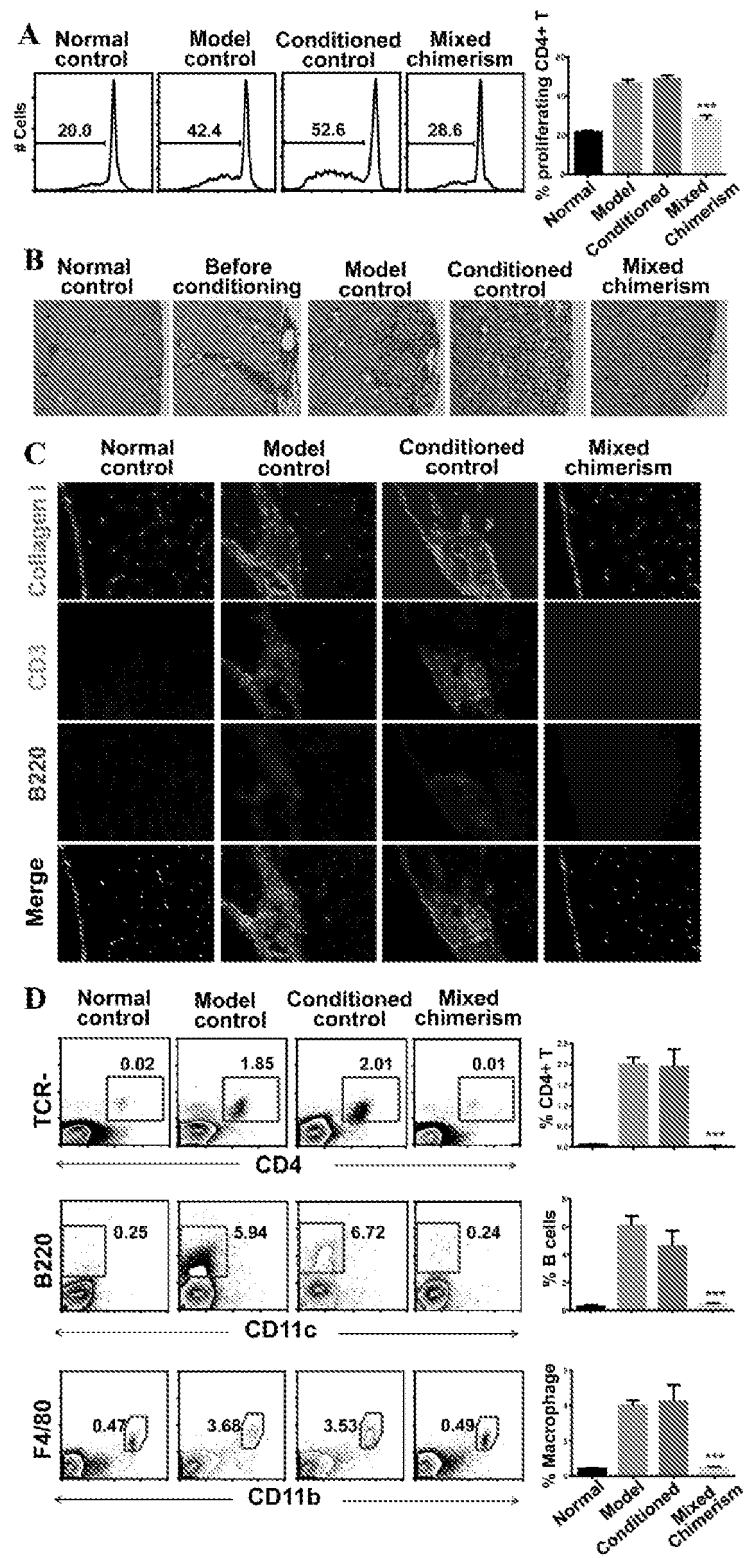 A
Normal control
Model control
Conditioned control
Mixed chimerism
# Cells
20.0
42.4
52.6
28.6
% proliferating CD4+ T
20
***
Normal
Model
Conditioned
Mixed Chimerism
B
Normal control
Before conditioning
Model control
Conditioned control
Mixed chimerism
C
Normal control
Model control
Conditioned control
Mixed chimerism
Collagen I
CD3
B220
Merge
D
Normal control
Model control
Conditioned control
Mixed chimerism
TCR-
0.02
1.85
2.01
0.01
CD4
% CD4+ T
***
B220
0.25
5.94
6.72
0.24
CD11c
% B cells
***
F4/80
0.47
3.68
3.53
0.49
CD11b
% Macrophage
***
Normal
Model
Conditioned
Mixed Chimerism